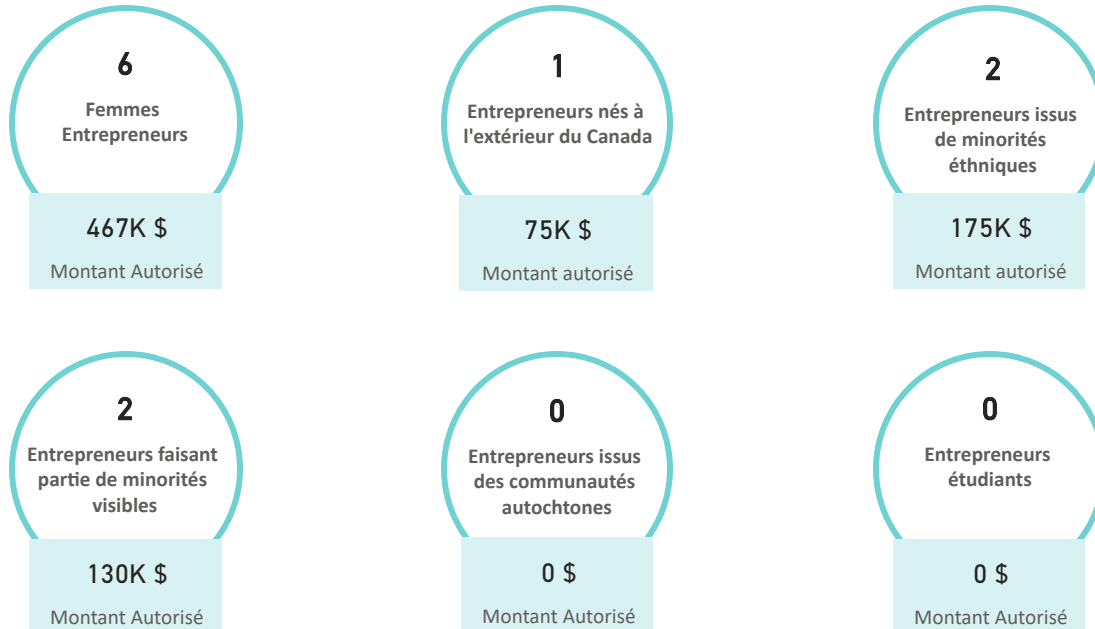 6
Femmes
Entrepreneurs
467K $
Montant Autorisé
1
Entrepreneurs nés à
l'extérieur du Canada
75K $
Montant autorisé
2
Entrepreneurs issus
de minorités
éthniques
175K $
Montant autorisé
2
Entrepreneurs faisant
partie de minorités
visibles
130K $
Montant Autorisé
0
Entrepreneurs issus
des communautés
autochtones
0 $
Montant Autorisé
0
Entrepreneurs
étudiants
0 $
Montant Autorisé